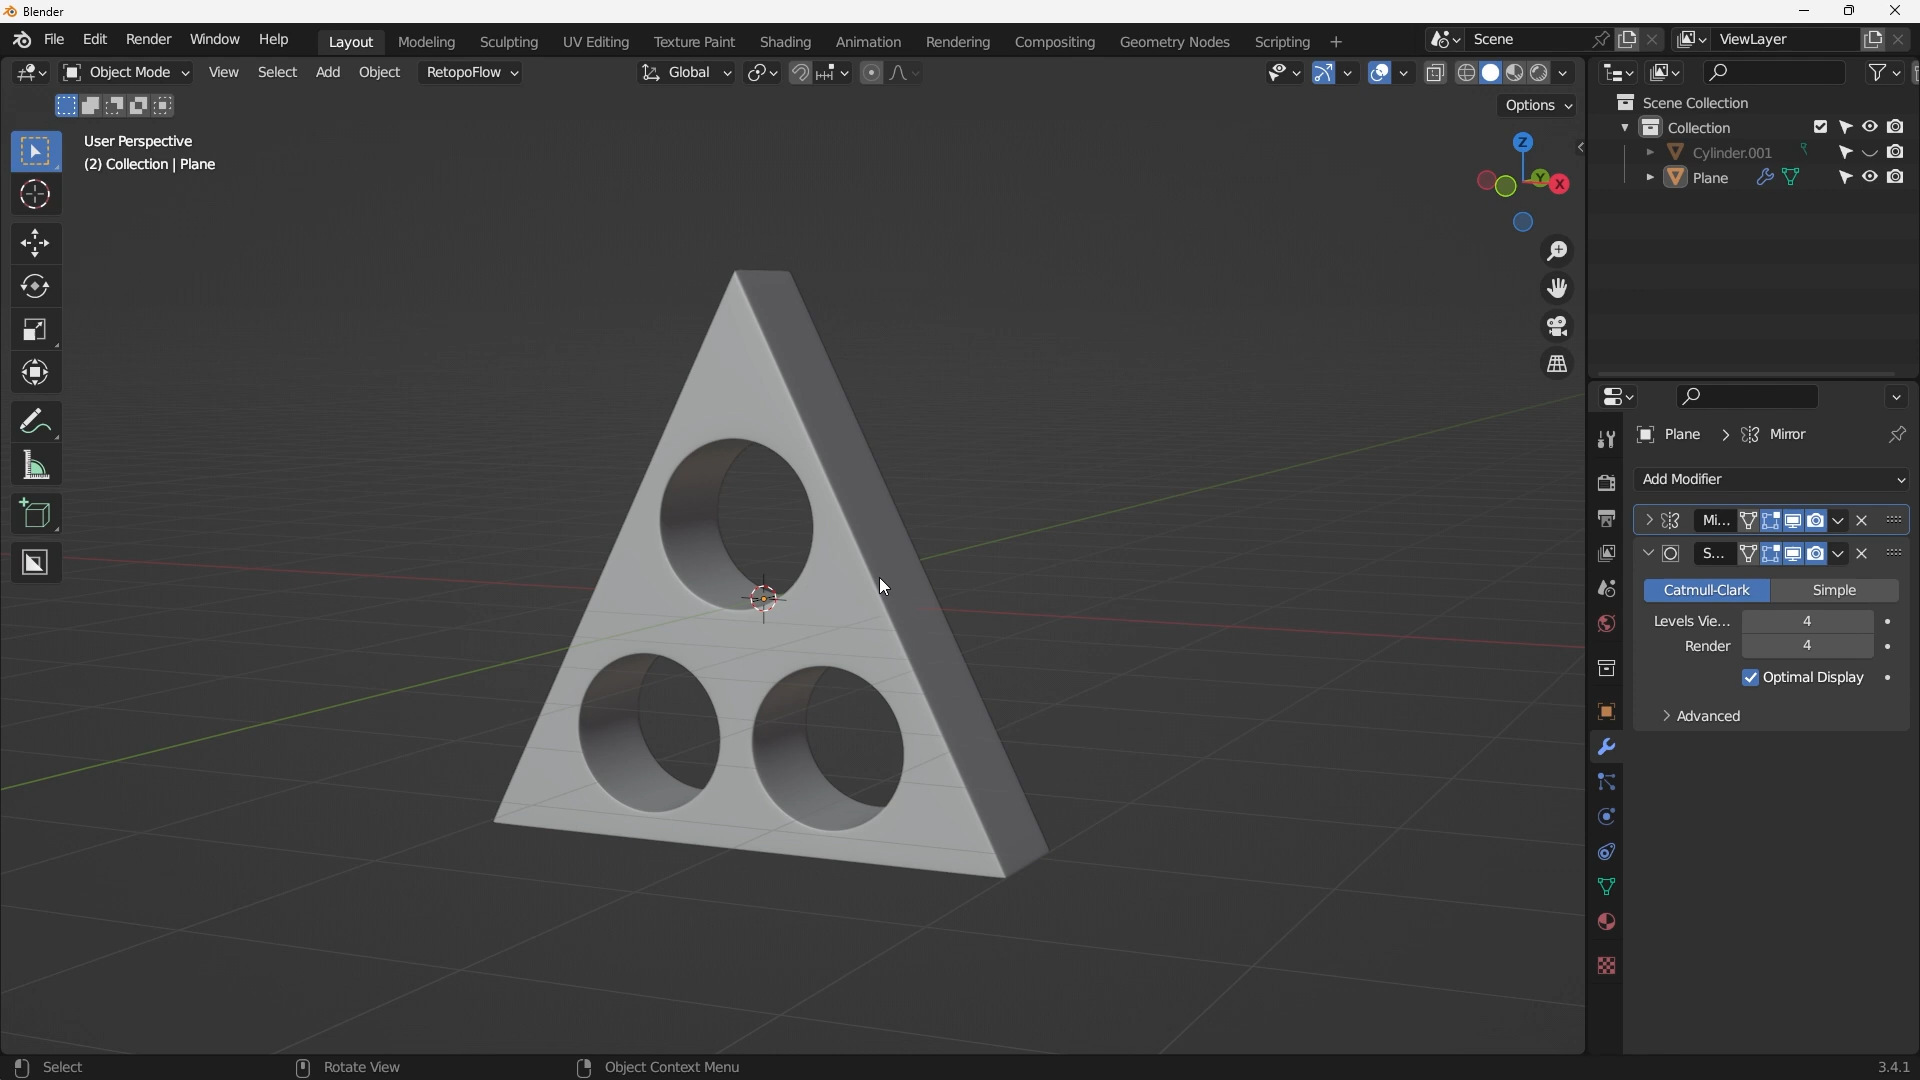 Blender
File Edit Render Window Help Layout Modeling Sculpting UV Editing Texture Paint Shading Animation Rendering Compositing Geometry Nodes Scripting + Scene ViewLayer
Object Mode View Select Add Object RetopoFlow Global
Options
User Perspective
(2) Collection | Plane
Z
Y
X
Scene Collection
Collection
Cylinder.001
Plane
Plane > Mirror
Add Modifier
Mi...
S...
Catmull-Clark Simple
Levels Vie... 4
Render 4
Optimal Display
Advanced
Select Rotate View Object Context Menu 3.4.1